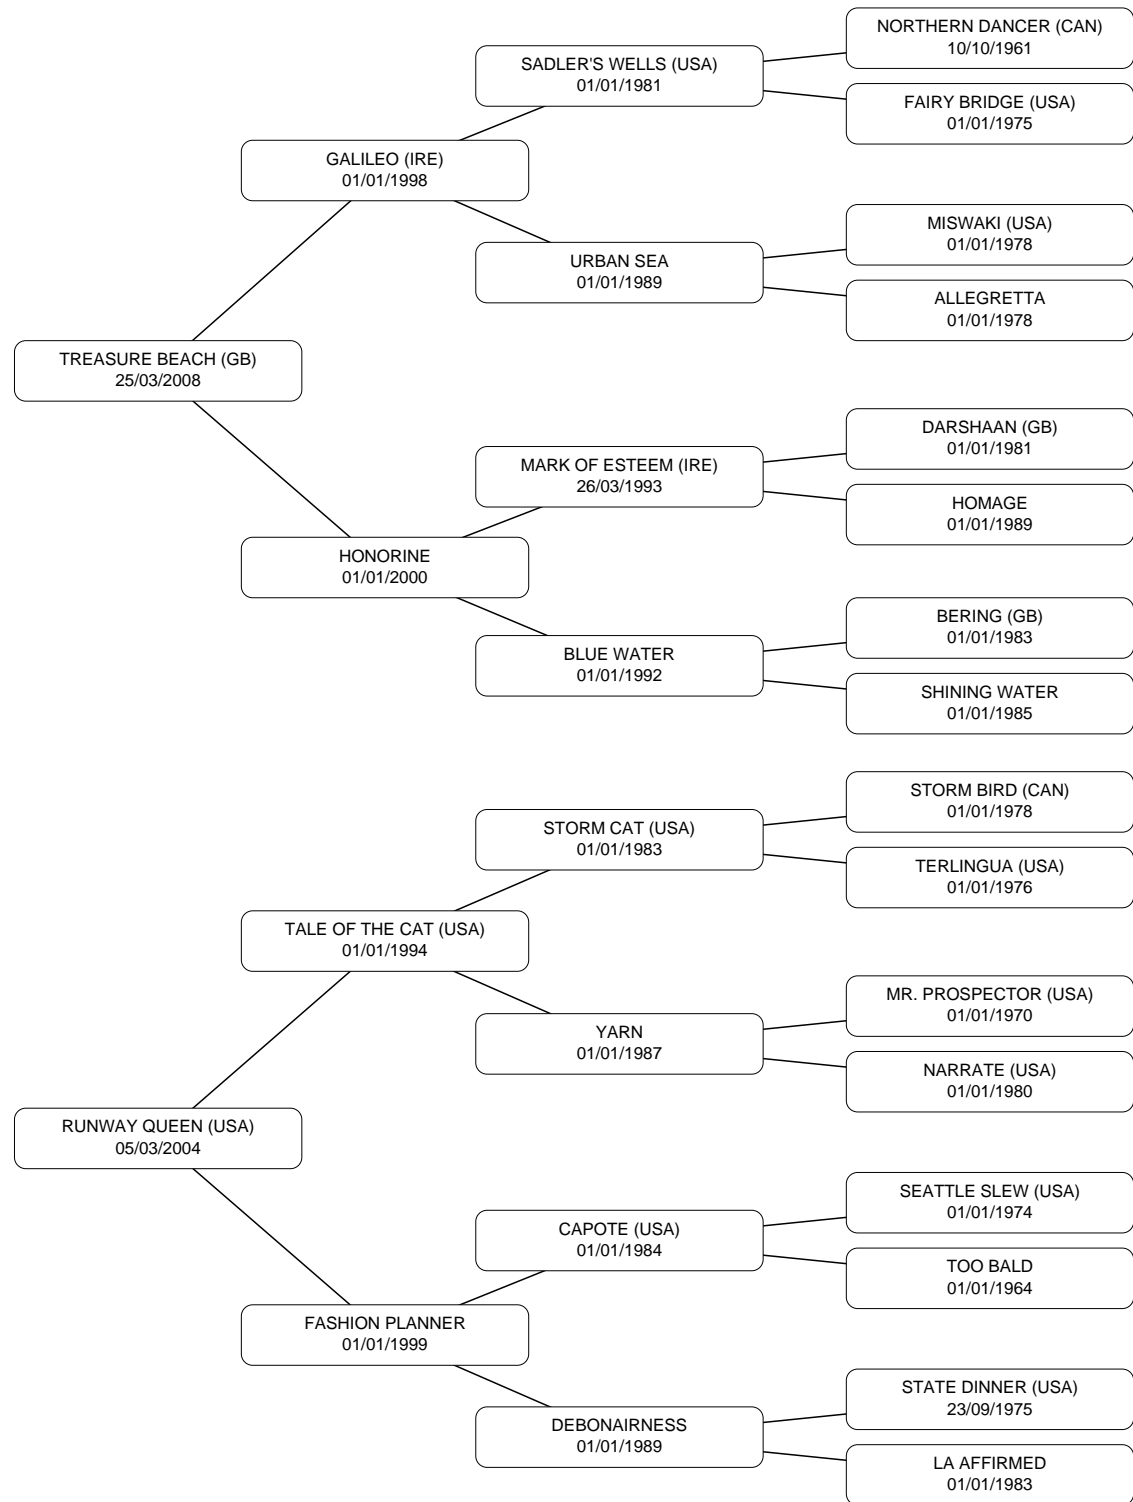 NORTHERN DANCER (CAN)
10/10/1961
SADLER'S WELLS (USA)
01/01/1981
FAIRY BRIDGE (USA)
01/01/1975
GALILEO (IRE)
01/01/1998
MISWAKI (USA)
01/01/1978
URBAN SEA
01/01/1989
ALLEGRETTA
01/01/1978
TREASURE BEACH (GB)
25/03/2008
DARSHAAN (GB)
01/01/1981
MARK OF ESTEEM (IRE)
26/03/1993
HOMAGE
01/01/1989
HONORINE
01/01/2000
BERING (GB)
01/01/1983
BLUE WATER
01/01/1992
SHINING WATER
01/01/1985
STORM BIRD (CAN)
01/01/1978
STORM CAT (USA)
01/01/1983
TERLINGUA (USA)
01/01/1976
TALE OF THE CAT (USA)
01/01/1994
MR. PROSPECTOR (USA)
01/01/1970
YARN
01/01/1987
NARRATE (USA)
01/01/1980
RUNWAY QUEEN (USA)
05/03/2004
SEATTLE SLEW (USA)
01/01/1974
CAPOTE (USA)
01/01/1984
TOO BALD
01/01/1964
FASHION PLANNER
01/01/1999
STATE DINNER (USA)
23/09/1975
DEBONAIRNESS
01/01/1989
LA AFFIRMED
01/01/1983